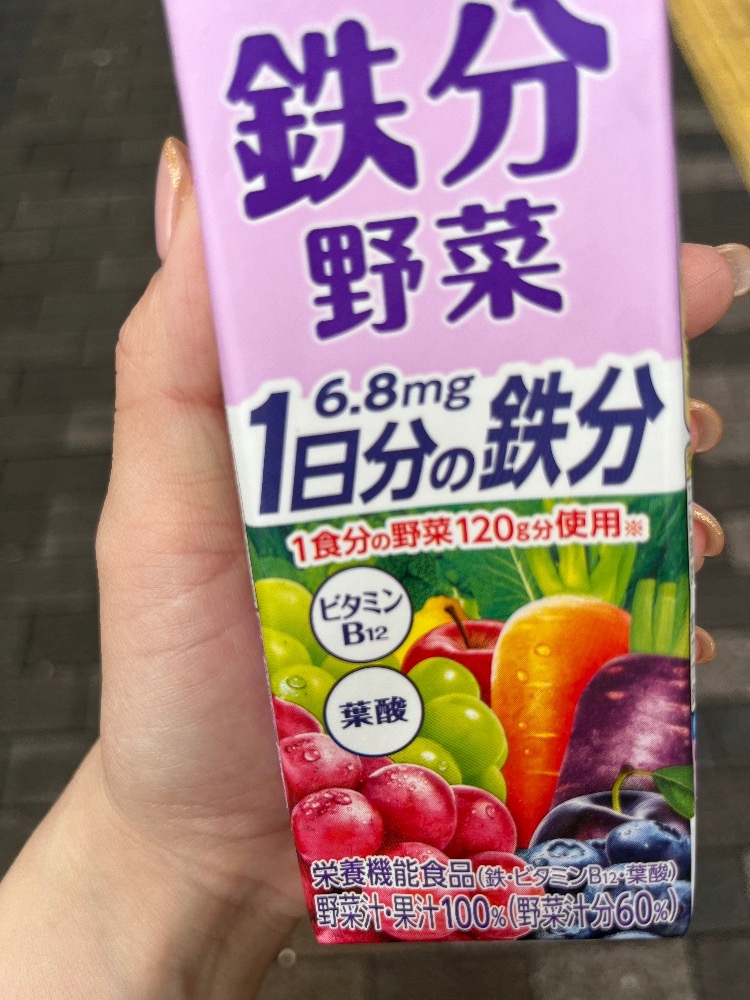 鉄分
野菜
6.8mg
1日分の鉄分
1食分の野菜120g分使用※
ビタミン
B12
葉酸
栄養機能食品(鉄・ビタミンB12・葉酸)
野菜汁・果汁100%(野菜汁分60%)